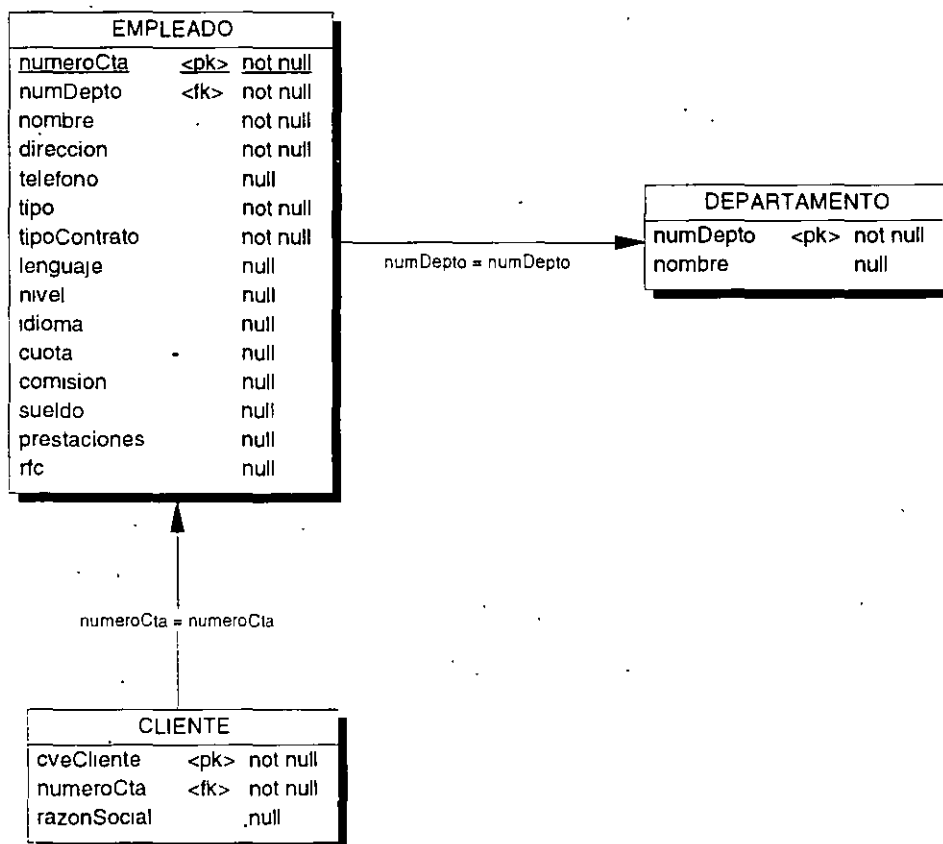 EMPLEADO
numeroCta <pk> not null
numDepto <fk> not null
nombre not null
direccion not null
telefono null
tipo not null
tipoContrato not null
lenguaje null
nivel null
idioma null
cuota null
comision null
sueldo null
prestaciones null
rfc null
numDepto = numDepto
DEPARTAMENTO
numDepto <pk> not null
nombre null
numeroCta = numeroCta
CLIENTE
cveCliente <pk> not null
numeroCta <fk> not null
razonSocial null